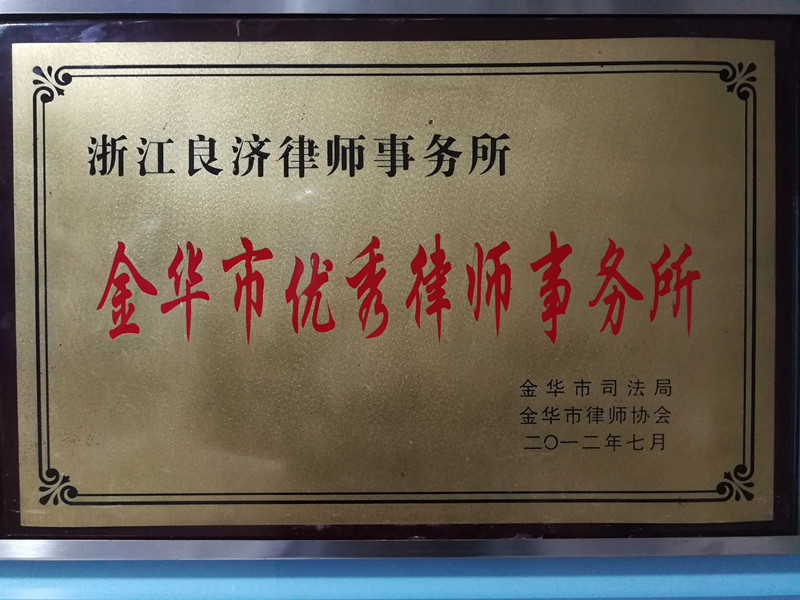 浙江良济律师事务所
金华市优秀律师事务所
金华市司法局
金华市律师协会
二〇一二年七月